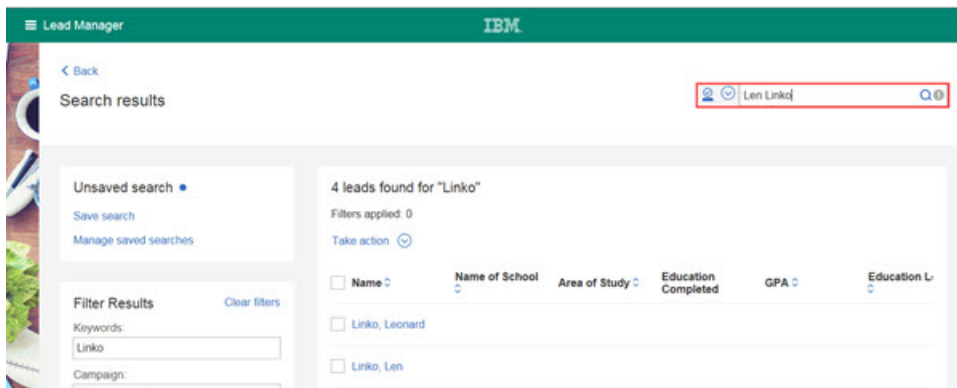 Lead Manager
IBM
Back
Search results
Len Linko
Unsaved search
Save search
Manage saved searches
Filter Results Clear filters
Keywords:
Linko
Campaign:
4 leads found for "Linko"
Filters applied: 0
Take action
Name Name of School Area of Study Education Completed GPA Education L
Linko, Leonard
Linko, Len